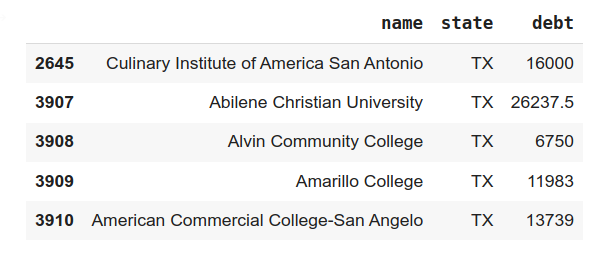 name state debt
2645 Culinary Institute of America San Antonio TX 16000
3907 Abilene Christian University TX 26237.5
3908 Alvin Community College TX 6750
3909 Amarillo College TX 11983
3910 American Commercial College-San Angelo TX 13739